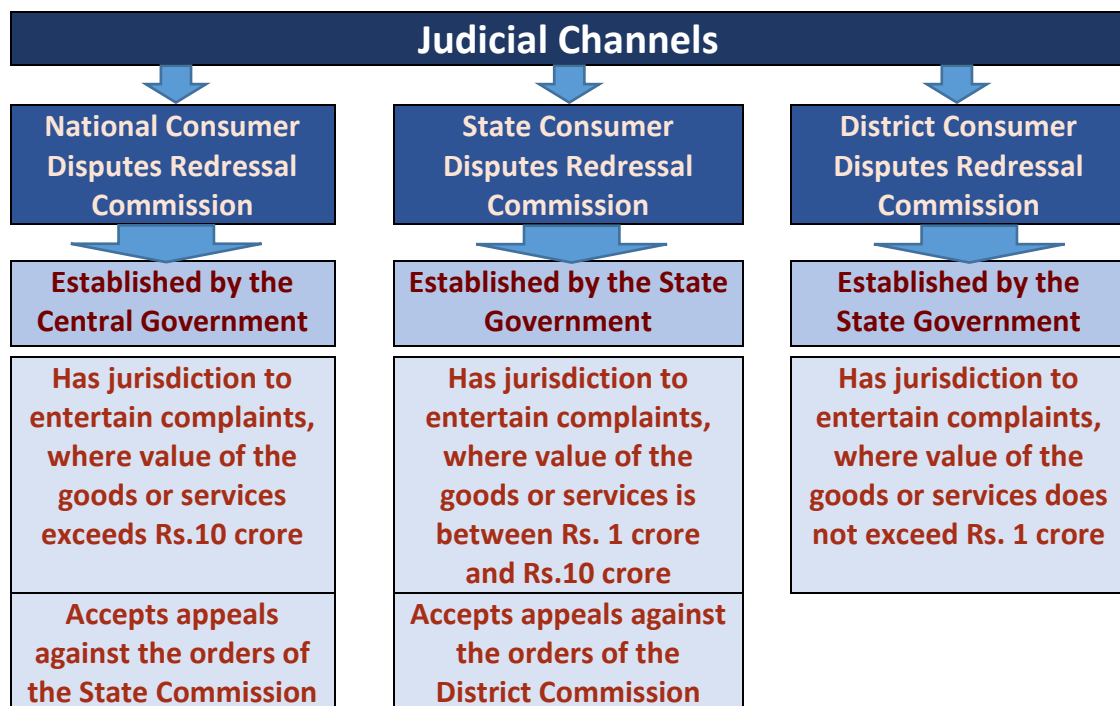 Judicial Channels
National Consumer
Disputes Redressal
Commission
Established by the
Central Government
Has jurisdiction to
entertain complaints,
where value of the
goods or services
exceeds Rs.10 crore
Accepts appeals
against the orders of
the State Commission
State Consumer
Disputes Redressal
Commission
Established by the State
Government
Has jurisdiction to
entertain complaints,
where value of the
goods or services is
between Rs. 1 crore
and Rs.10 crore
Accepts appeals against
the orders of the
District Commission
District Consumer
Disputes Redressal
Commission
Established by the
State Government
Has jurisdiction to
entertain complaints,
where value of the
goods or services does
not exceed Rs. 1 crore